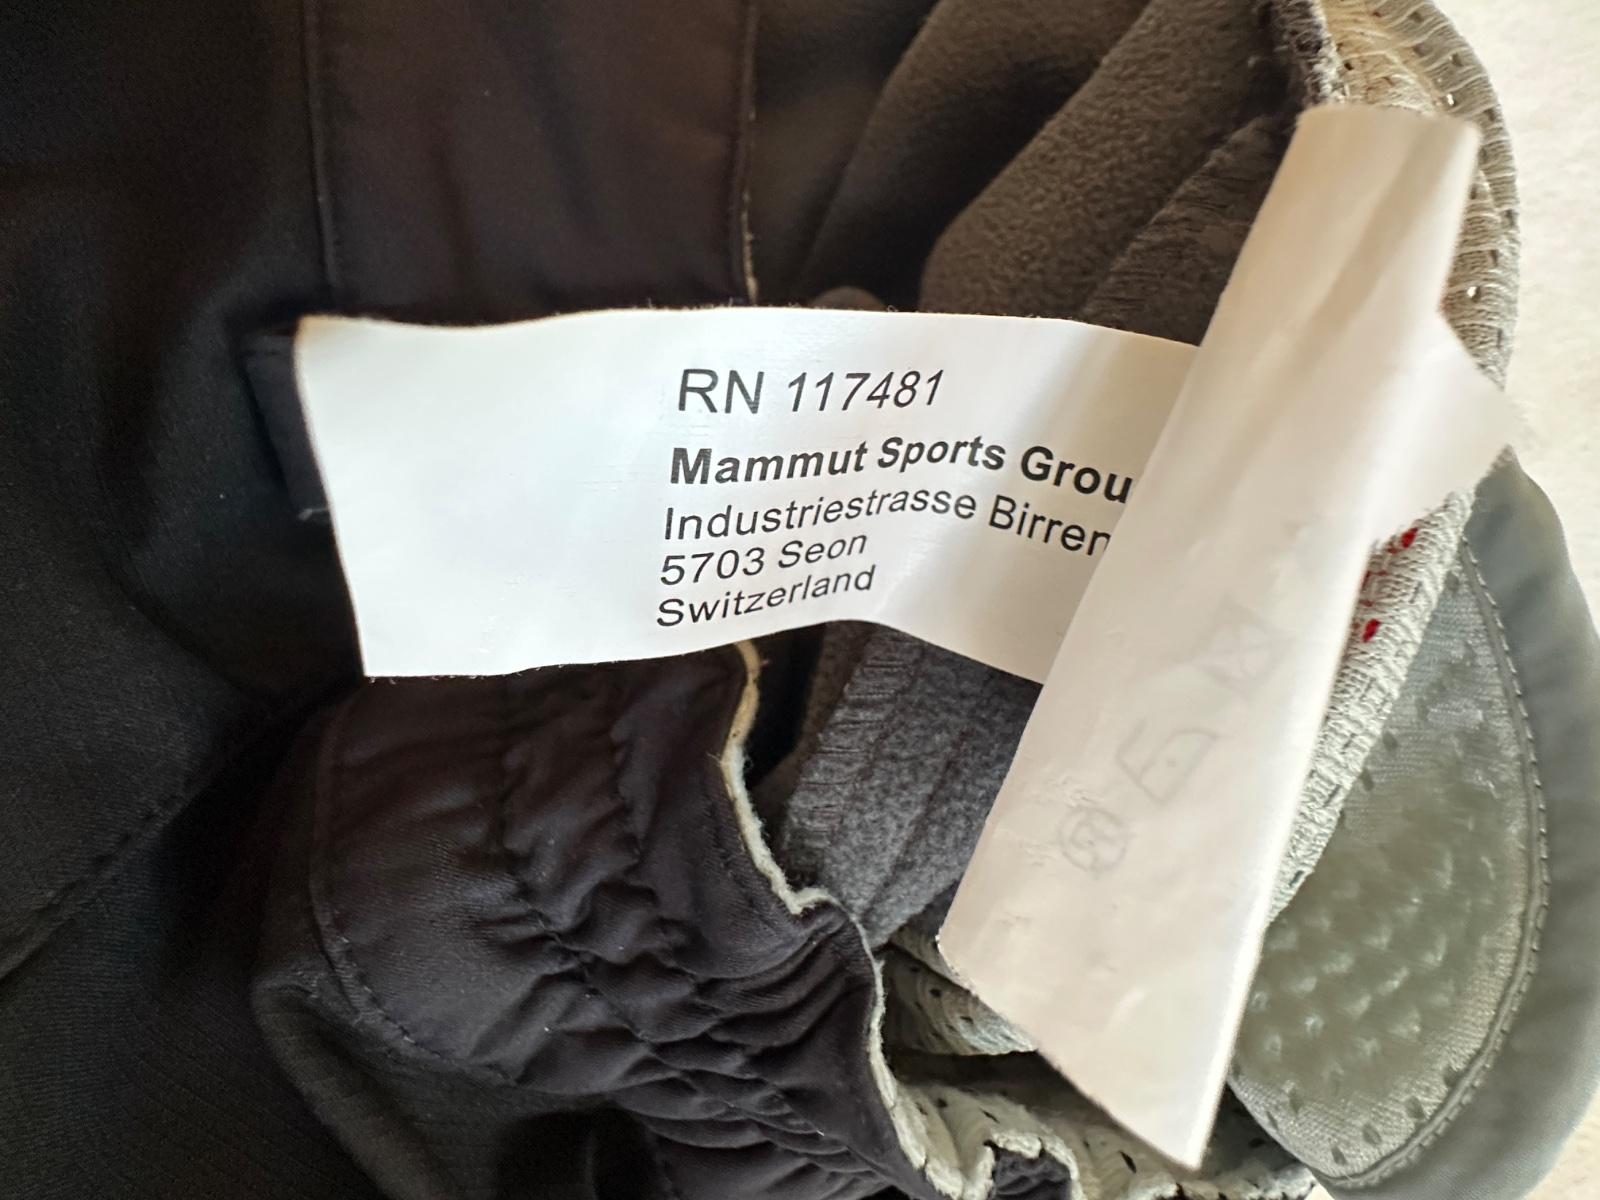 RN 117481
Mammut Sports Grou
Industriestrasse Birren
5703 Seon
Switzerland